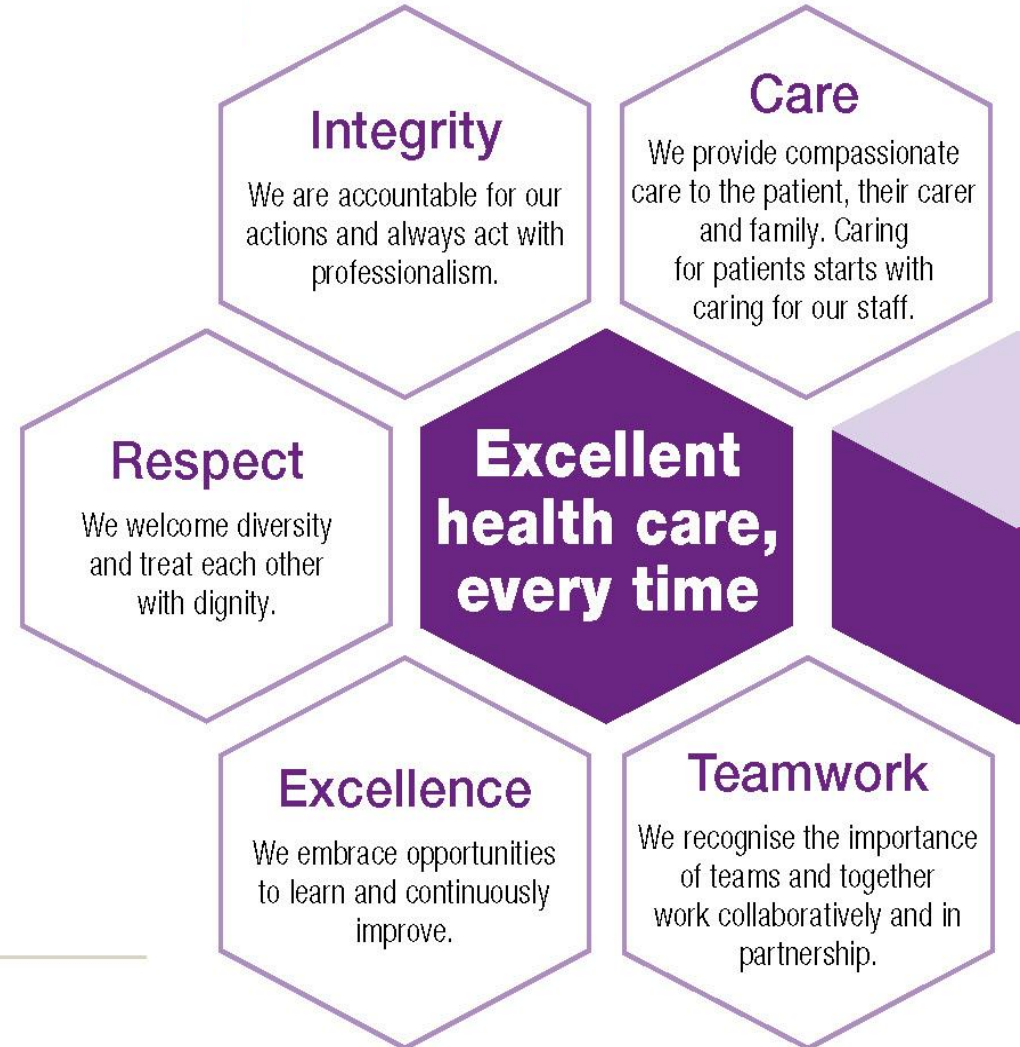 Integrity
We are accountable for our
actions and always act with
professionalism.
Care
We provide compassionate
care to the patient, their carer
and family. Caring
for patients starts with
caring for our staff.
Respect
We welcome diversity
and treat each other
with dignity.
Excellent
health care,
every time
Excellence
We embrace opportunities
to learn and continuously
improve.
Teamwork
We recognise the importance
of teams and together
work collaboratively and in
partnership.